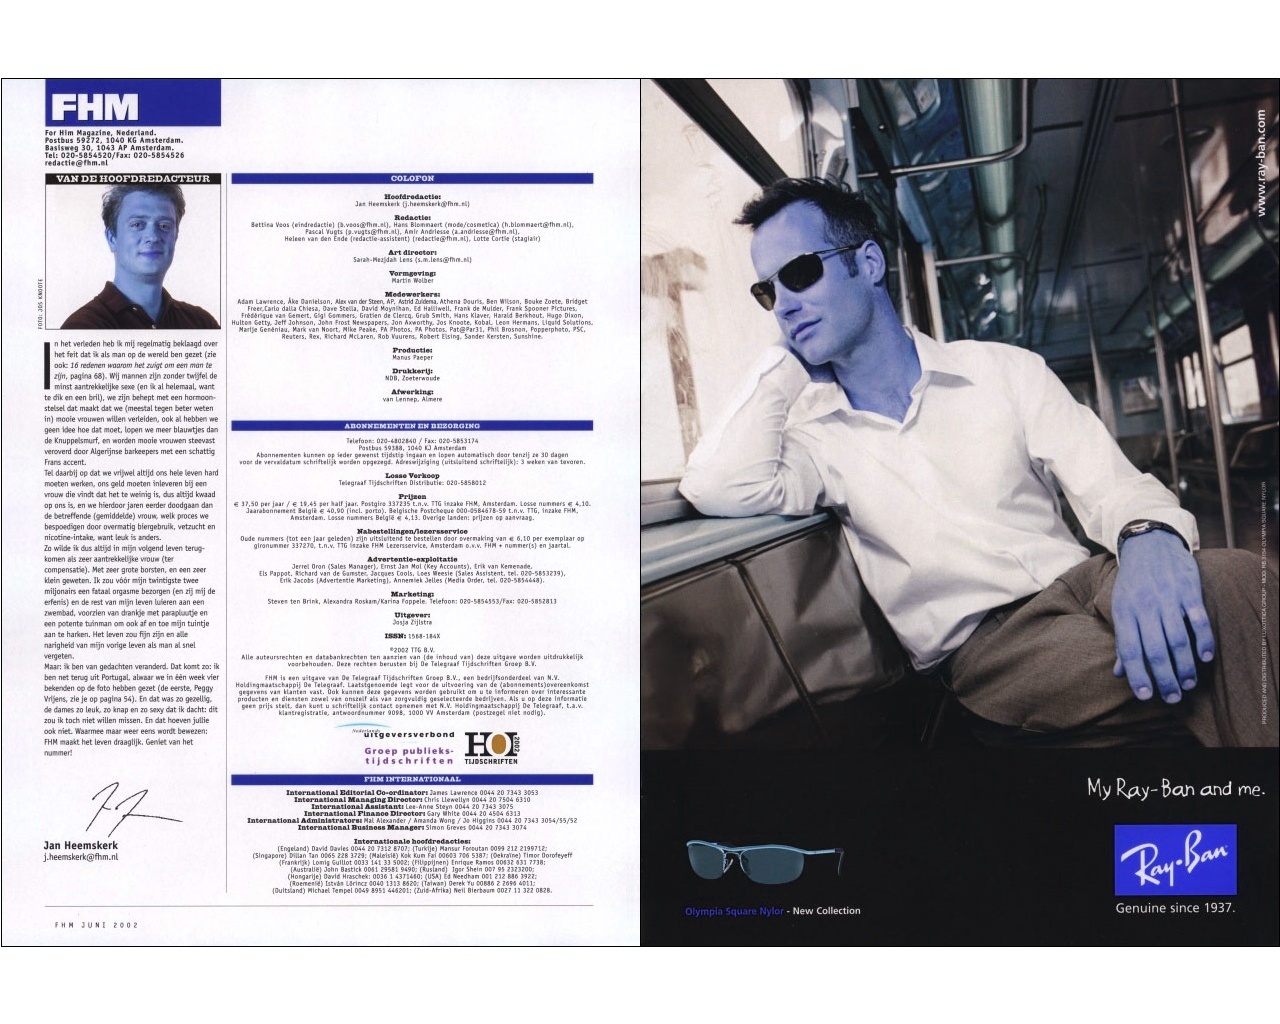 FHM
For Him Magazine, Nederland.
Postbus 59272, 1040 KG Amsterdam.
Basisweg 30, 1043 AP Amsterdam.
Tel: 020-5854520/Fax: 020-5854526
redactie@fhm.nl
VAN DE HOOFDREDACTEUR
FOTO: JOS KNOOTE
In het verleden heb ik mij regelmatig beklaagd over
het feit dat ik als man op de wereld ben gezet (zie
ook: 16 redenen waarom het zuigt om een man te
zijn, pagina 68). Wij mannen zijn zonder twijfel de
minst aantrekkelijke sexe (en ik al helemaal, want
te dik en een bril), we zijn behept met een hormoon-
stelsel dat maakt dat we (meestal tegen beter weten
in) mooie vrouwen willen verleiden, ook al hebben we
geen idee hoe dat moet, lopen we meer blauwtjes dan
de Knuppelsmurf, en worden mooie vrouwen steevast
veroverd door Algerijnse barkeepers met een schattig
Frans accent.
Tel daarbij op dat we vrijwel altijd ons hele leven hard
moeten werken, ons geld moeten inleveren bij een
vrouw die vindt dat het te weinig is, dus altijd kwaad
op ons is, en we hierdoor jaren eerder doodgaan dan
de betreffende (gemiddelde) vrouw, welk proces we
bespoedigen door overmatig biergebruik, vetzucht en
nicotine-intake, want leuk is anders.
Zo wilde ik dus altijd in mijn volgend leven terug-
komen als zeer aantrekkelijke vrouw (ter
compensatie). Met zeer grote borsten, en een zeer
klein geweten. Ik zou vóór mijn twintigste twee
miljonairs een fataal orgasme bezorgen (en zij mij de
erfenis) en de rest van mijn leven luieren aan een
zwembad, voorzien van drankje met parapluutje en
een potente tuinman om ook af en toe mijn tuintje
aan te harken. Het leven zou fijn zijn en alle
narigheid van mijn vorige leven als man al snel
vergeten.
Maar: ik ben van gedachten veranderd. Dat komt zo: ik
ben net terug uit Portugal, alwaar we in één week vier
bekenden op de foto hebben gezet (de eerste, Peggy
Vrijens, zie je op pagina 54). En dat was zo gezellig,
de dames zo leuk, zo knap en zo sexy dat ik dacht: dit
zou ik toch niet willen missen. En dat hoeven jullie
ook niet. Waarmee maar weer eens wordt bewezen:
FHM maakt het leven draaglijk. Geniet van het
nummer!
Jan Heemskerk
j.heemskerk@fhm.nl
FHM JUNI 2002
COLOFON
Hoofdredactie:
Jan Heemskerk (j.heemskerk@fhm.nl)
Redactie:
Bettina Voos (eindredactie) (b.voos@fhm.nl), Hans Blommaert (mode/cosmetica) (h.blommaert@fhm.nl),
Pascal Vugts (p.vugts@fhm.nl), Amir Andriesse (a.andriesse@fhm.nl),
Heleen van den Ende (redactie-assistent) (redactie@fhm.nl), Lotte Cortie (stagiair)
Art director:
Sarah-Mezjdah Lens (s.m.lens@fhm.nl)
Vormgeving:
Martin Wolber
Medewerkers:
Adam Lawrence, Åke Danielson, Alex van der Steen, AP, Astrid Zuidema, Athena Douris, Ben Wilson, Bouke Zoete, Bridget
Freer, Carlo dalla Chiesa, Dave Stella, David Moynihan, Ed Halliwell, Frank de Mulder, Frank Spooner Pictures,
Frédérique van Gemert, Gigi Gommers, Gratien de Clercq, Grub Smith, Hans Klaver, Harald Berkhout, Hugo Dixon,
Hulton Getty, Jeff Johnson, John Frost Newspapers, Jon Axworthy, Jos Knoote, Kobal, Leon Hermans, Liquid Solutions,
Marije Genéniau, Mark van Noort, Mike Peake, PA Photos, PA Photos, Pat@Par31, Phil Brosnon, Popperphoto, PSC,
Reuters, Rex, Richard McLaren, Rob Vuurens, Robert Elsing, Sander Kersten, Sunshine.
Productie:
Manus Paeper
Drukkerij:
NDB, Zoeterwoude
Afwerking:
van Lennep, Almere
ABONNEMENTEN EN BEZORGING
Telefoon: 020-4802840 / Fax: 020-5853174
Postbus 59388, 1040 KJ Amsterdam
Abonnementen kunnen op ieder gewenst tijdstip ingaan en lopen automatisch door tenzij ze 30 dagen
voor de vervaldatum schriftelijk worden opgezegd. Adreswijziging (uitsluitend schriftelijk): 3 weken van tevoren.
Losse Verkoop
Telegraaf Tijdschriften Distributie: 020-5858012
Prijzen
€ 37,50 per jaar / € 19,45 per half jaar. Postgiro 337235 t.n.v. TTG inzake FHM, Amsterdam. Losse nummers € 4,10.
Jaarabonnement België € 40,90 (incl. porto). Belgische Postcheque 000-0584678-59 t.n.v. TTG, inzake FHM,
Amsterdam. Losse nummers België € 4,13. Overige landen: prijzen op aanvraag.
Nabestellingen/lezersservice
Oude nummers (tot een jaar geleden) zijn uitsluitend te bestellen door overmaking van € 6,10 per exemplaar op
gironummer 337270, t.n.v. TTG inzake FHM Lezersservice, Amsterdam o.v.v. FHM + nummer(s) en jaartal.
Advertentie-exploitatie
Jerrel Oron (Sales Manager), Ernst Jan Mol (Key Accounts), Erik van Kemenade,
Els Pappot, Richard van de Gumster, Jacques Cools, Loes Weesie (Sales Assistent, tel. 020-5853239),
Erik Jacobs (Advertentie Marketing), Annemiek Jelles (Media Order, tel. 020-5854448).
Marketing:
Steven ten Brink, Alexandra Roskam/Karina Foppele. Telefoon: 020-5854553/Fax: 020-5852813
Uitgever:
Josja Zijlstra
ISSN: 1568-184X
©2002 TTG B.V.
Alle auteursrechten en databankrechten ten aanzien van (de inhoud van) deze uitgave worden uitdrukkelijk
voorbehouden. Deze rechten berusten bij De Telegraaf Tijdschriften Groep B.V.
FHM is een uitgave van De Telegraaf Tijdschriften Groep B.V., een bedrijfsonderdeel van N.V.
Holdingmaatschappij De Telegraaf. Laatstgenoemde legt voor de uitvoering van de (abonnements)overeenkomst
gegevens van klanten vast. Ook kunnen deze gegevens worden gebruikt om u te informeren over interessante
producten en diensten zowel van onszelf als van zorgvuldig geselecteerde bedrijven. Als u op deze informatie
geen prijs stelt, dan kunt u schriftelijk contact opnemen met N.V. Holdingmaatschappij De Telegraaf, t.a.v.
klantregistratie, antwoordnummer 9098, 1000 VV Amsterdam (postzegel niet nodig).
Nederlands
uitgeversverbond
Groep publieks-
tijdschriften
HOI
2002
TIJDSCHRIFTEN
FHM INTERNATIONAAL
International Editorial Co-ordinator: James Lawrence 0044 20 7343 3053
International Managing Director: Chris Llewellyn 0044 20 7504 6310
International Assistant: Lee-Anne Steyn 0044 20 7343 3075
International Finance Director: Gary White 0044 20 4504 6313
International Administrators: Mal Alexander / Amanda Wong / Jo Higgins 0044 20 7343 3054/55/52
International Business Manager: Simon Greves 0044 20 7343 3074
Internationale hoofdredacties:
(Engeland) David Davies 0044 20 7312 8707; (Turkije) Mansur Foroutan 0099 212 2199712;
(Singapore) Dillan Tan 0065 228 3729; (Maleisië) Kok Kum Fai 00603 706 5387; (Oekraïne) Timor Dorofeyeff
(Frankrijk) Lomig Guillot 0033 141 33 5002; (Filippijnen) Enrique Ramos 00632 631 7738;
(Australië) John Bastick 0061 29581 9490; (Rusland) Igor Shein 007 95 2323200;
(Hongarije) David Hraschek: 0036 1 4371460; (USA) Ed Needham 001 212 886 3922;
(Roemenië) István Lörincz 0040 1313 8620; (Taiwan) Derek Yu 00886 2 2696 4011;
(Duitsland) Michael Tempel 0049 8951 446201; (Zuid-Afrika) Neil Bierbaum 0027 11 322 0828.
www.ray-ban.com
PRODUCED AND DISTRIBUTED BY LUXOTTICA GROUP - MOD. RB 3154 OLYMPIA SQUARE NYLOR
My Ray-Ban and me.
Ray-Ban
Genuine since 1937.
Olympia Square Nylor - New Collection